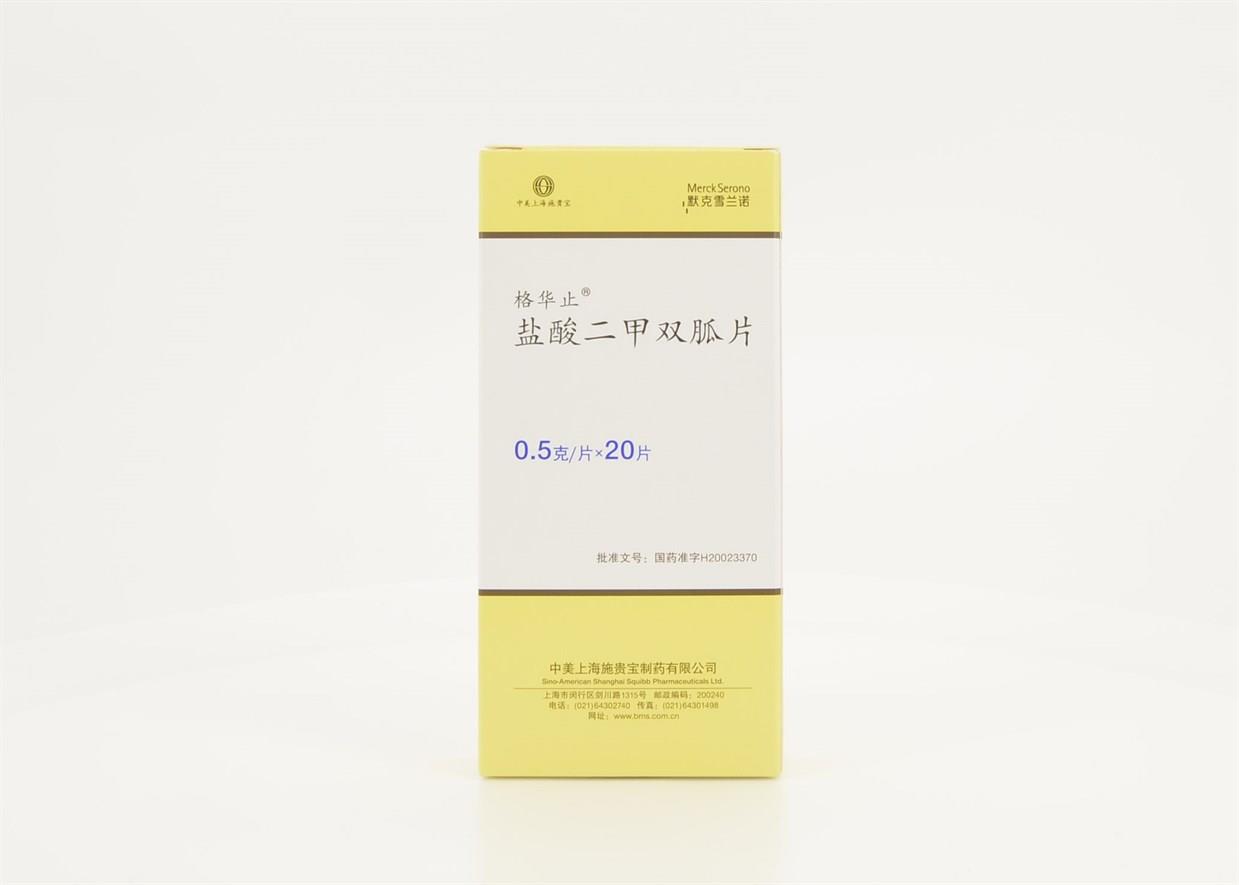 中美上海施贵宝
Merck Serono
默克雪兰诺
格华止®
盐酸二甲双胍片
0.5克/片×20片
批准文号：国药准字H20023370
中美上海施贵宝制药有限公司
Sino-American Shanghai Squibb Pharmaceuticals Ltd.
上海市闵行区剑川路1315号 邮政编码：200240
电话：(021)64302740 传真：(021)64301498
网址：www.bms.com.cn